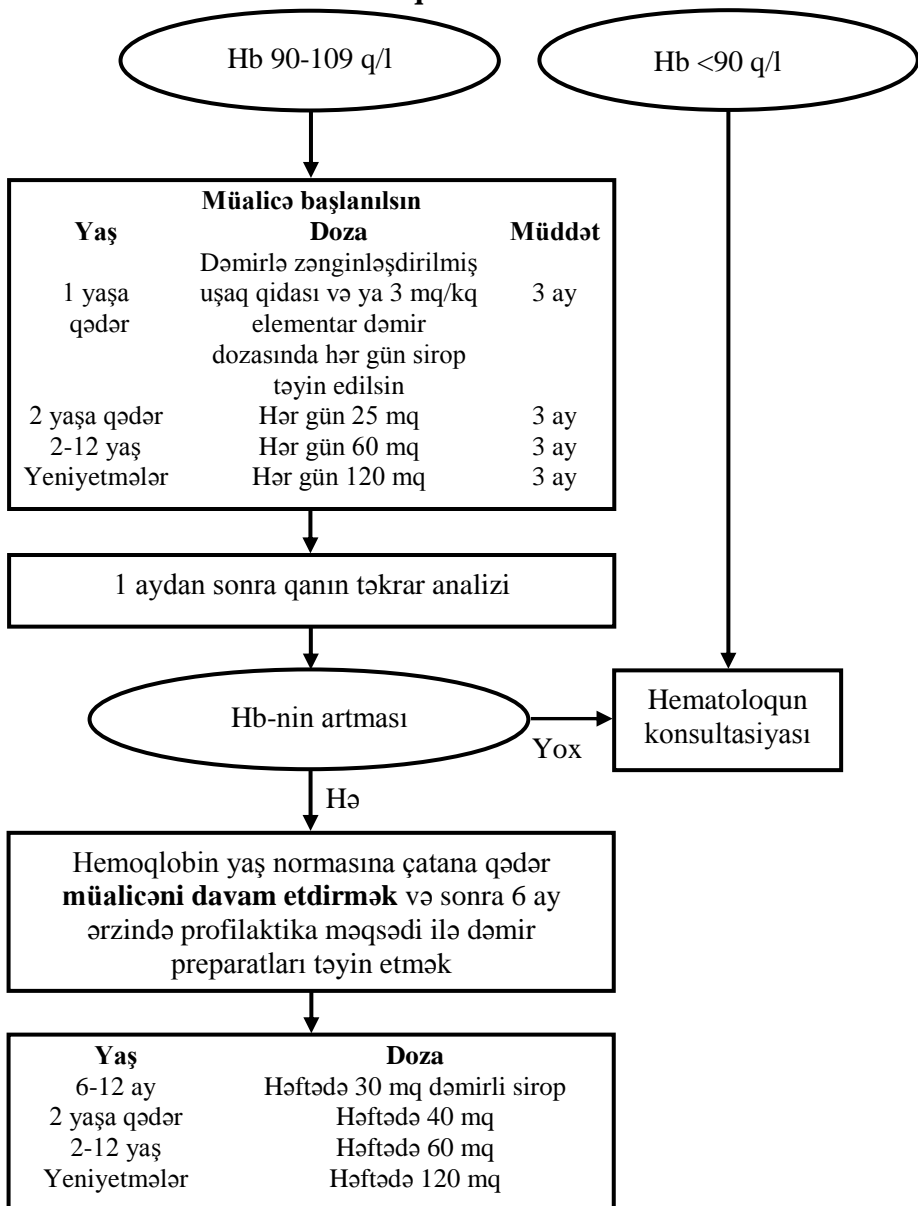 Hb 90-109 q/l
Hb <90 q/l
Müalicə başlanılsın
Yaş Doza Müddət
Dəmirlə zənginləşdirilmiş
1 yaşa uşaq qidası və ya 3 mq/kq 3 ay
qədər elementar dəmir
dozasında hər gün sirop
təyin edilsin
2 yaşa qədər Hər gün 25 mq 3 ay
2-12 yaş Hər gün 60 mq 3 ay
Yeniyetmələr Hər gün 120 mq 3 ay
1 aydan sonra qanın təkrar analizi
Hb-nin artması
Yox
Hematoloqun
konsultasiyası
Hə
Hemoqlobin yaş normasına çatana qədər
müalicəni davam etdirmək və sonra 6 ay
ərzində profilaktika məqsədi ilə dəmir
preparatları təyin etmək
Yaş Doza
6-12 ay Həftədə 30 mq dəmirli sirop
2 yaşa qədər Həftədə 40 mq
2-12 yaş Həftədə 60 mq
Yeniyetmələr Həftədə 120 mq